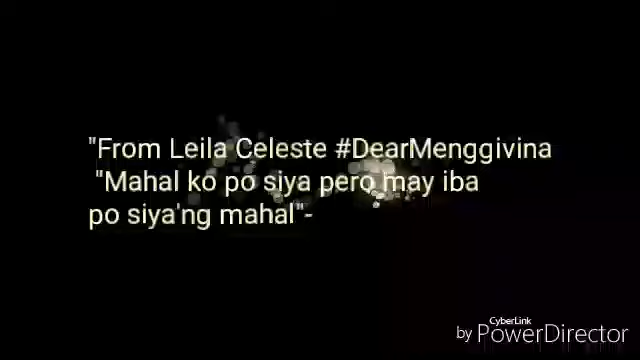 "From Leila Celeste #DearMenggivina
"Mahal ko po siya pero may iba
po siya'ng mahal"-
CyberLink
by PowerDirector